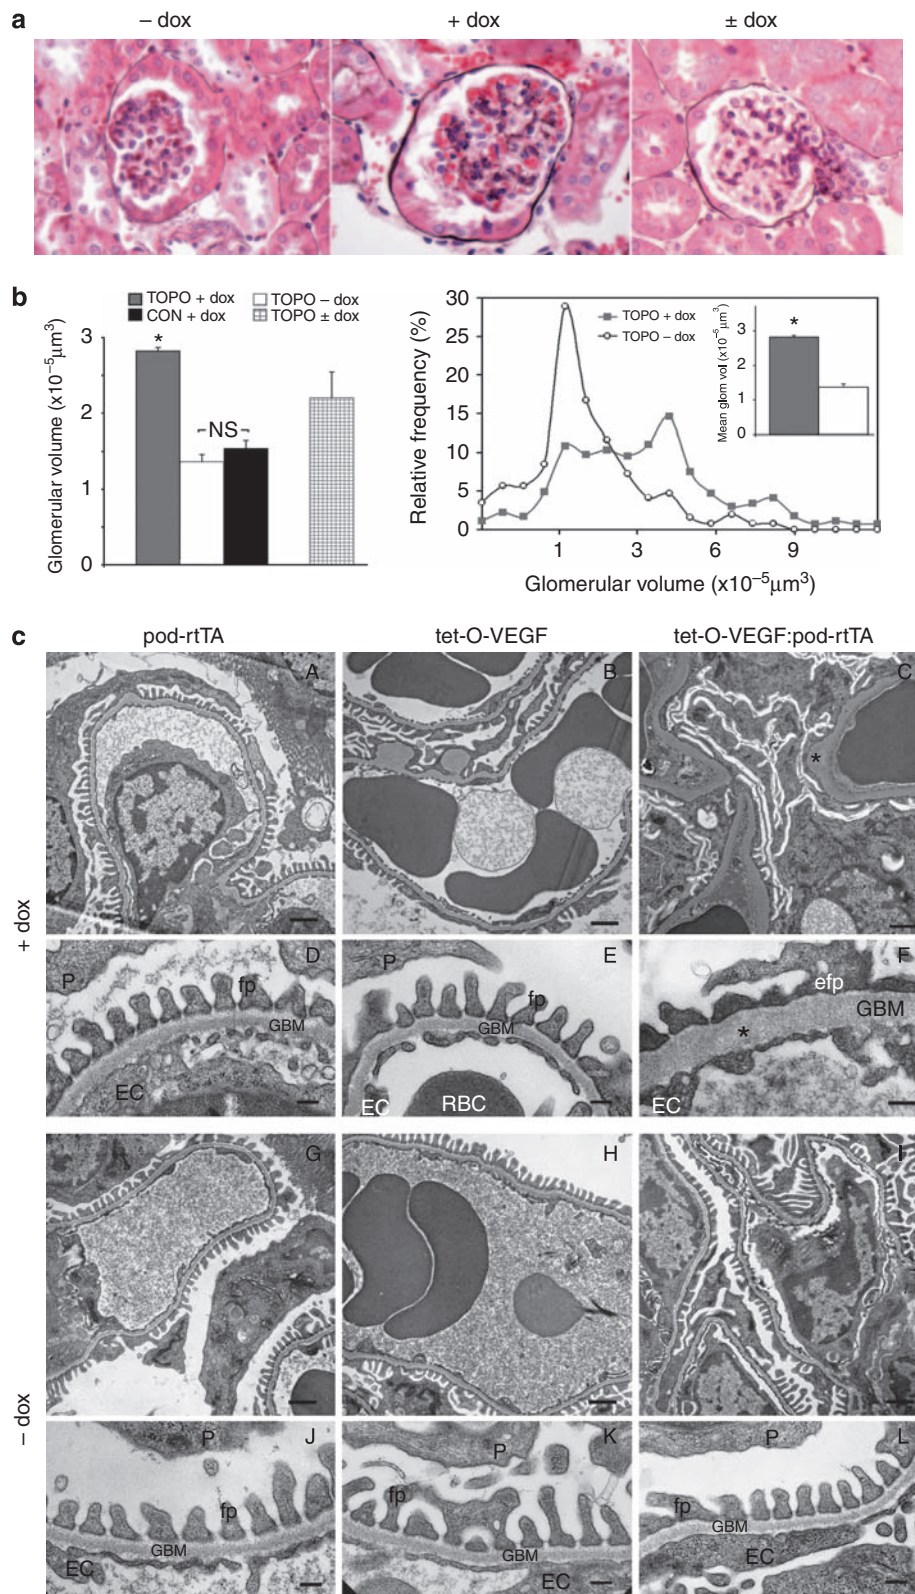 a
– dox
+ dox
± dox
b
TOPO + dox
TOPO – dox
CON + dox
TOPO ± dox
Glomerular volume (x10⁻⁵µm³)
3
2
1
0
*
NS
Relative frequency (%)
30
25
20
15
10
5
0
TOPO + dox
TOPO – dox
Mean glom vol (x10⁻⁵µm³)
3
2
1
0
*
1
3
6
9
Glomerular volume (x10⁻⁵µm³)
c
pod-rtTA
tet-O-VEGF
tet-O-VEGF:pod-rtTA
+ dox
A
B
C
*
D
P
fp
GBM
EC
E
P
fp
GBM
EC
RBC
F
efp
GBM
*
EC
– dox
G
H
I
J
P
fp
GBM
EC
K
P
fp
GBM
EC
L
P
fp
GBM
EC